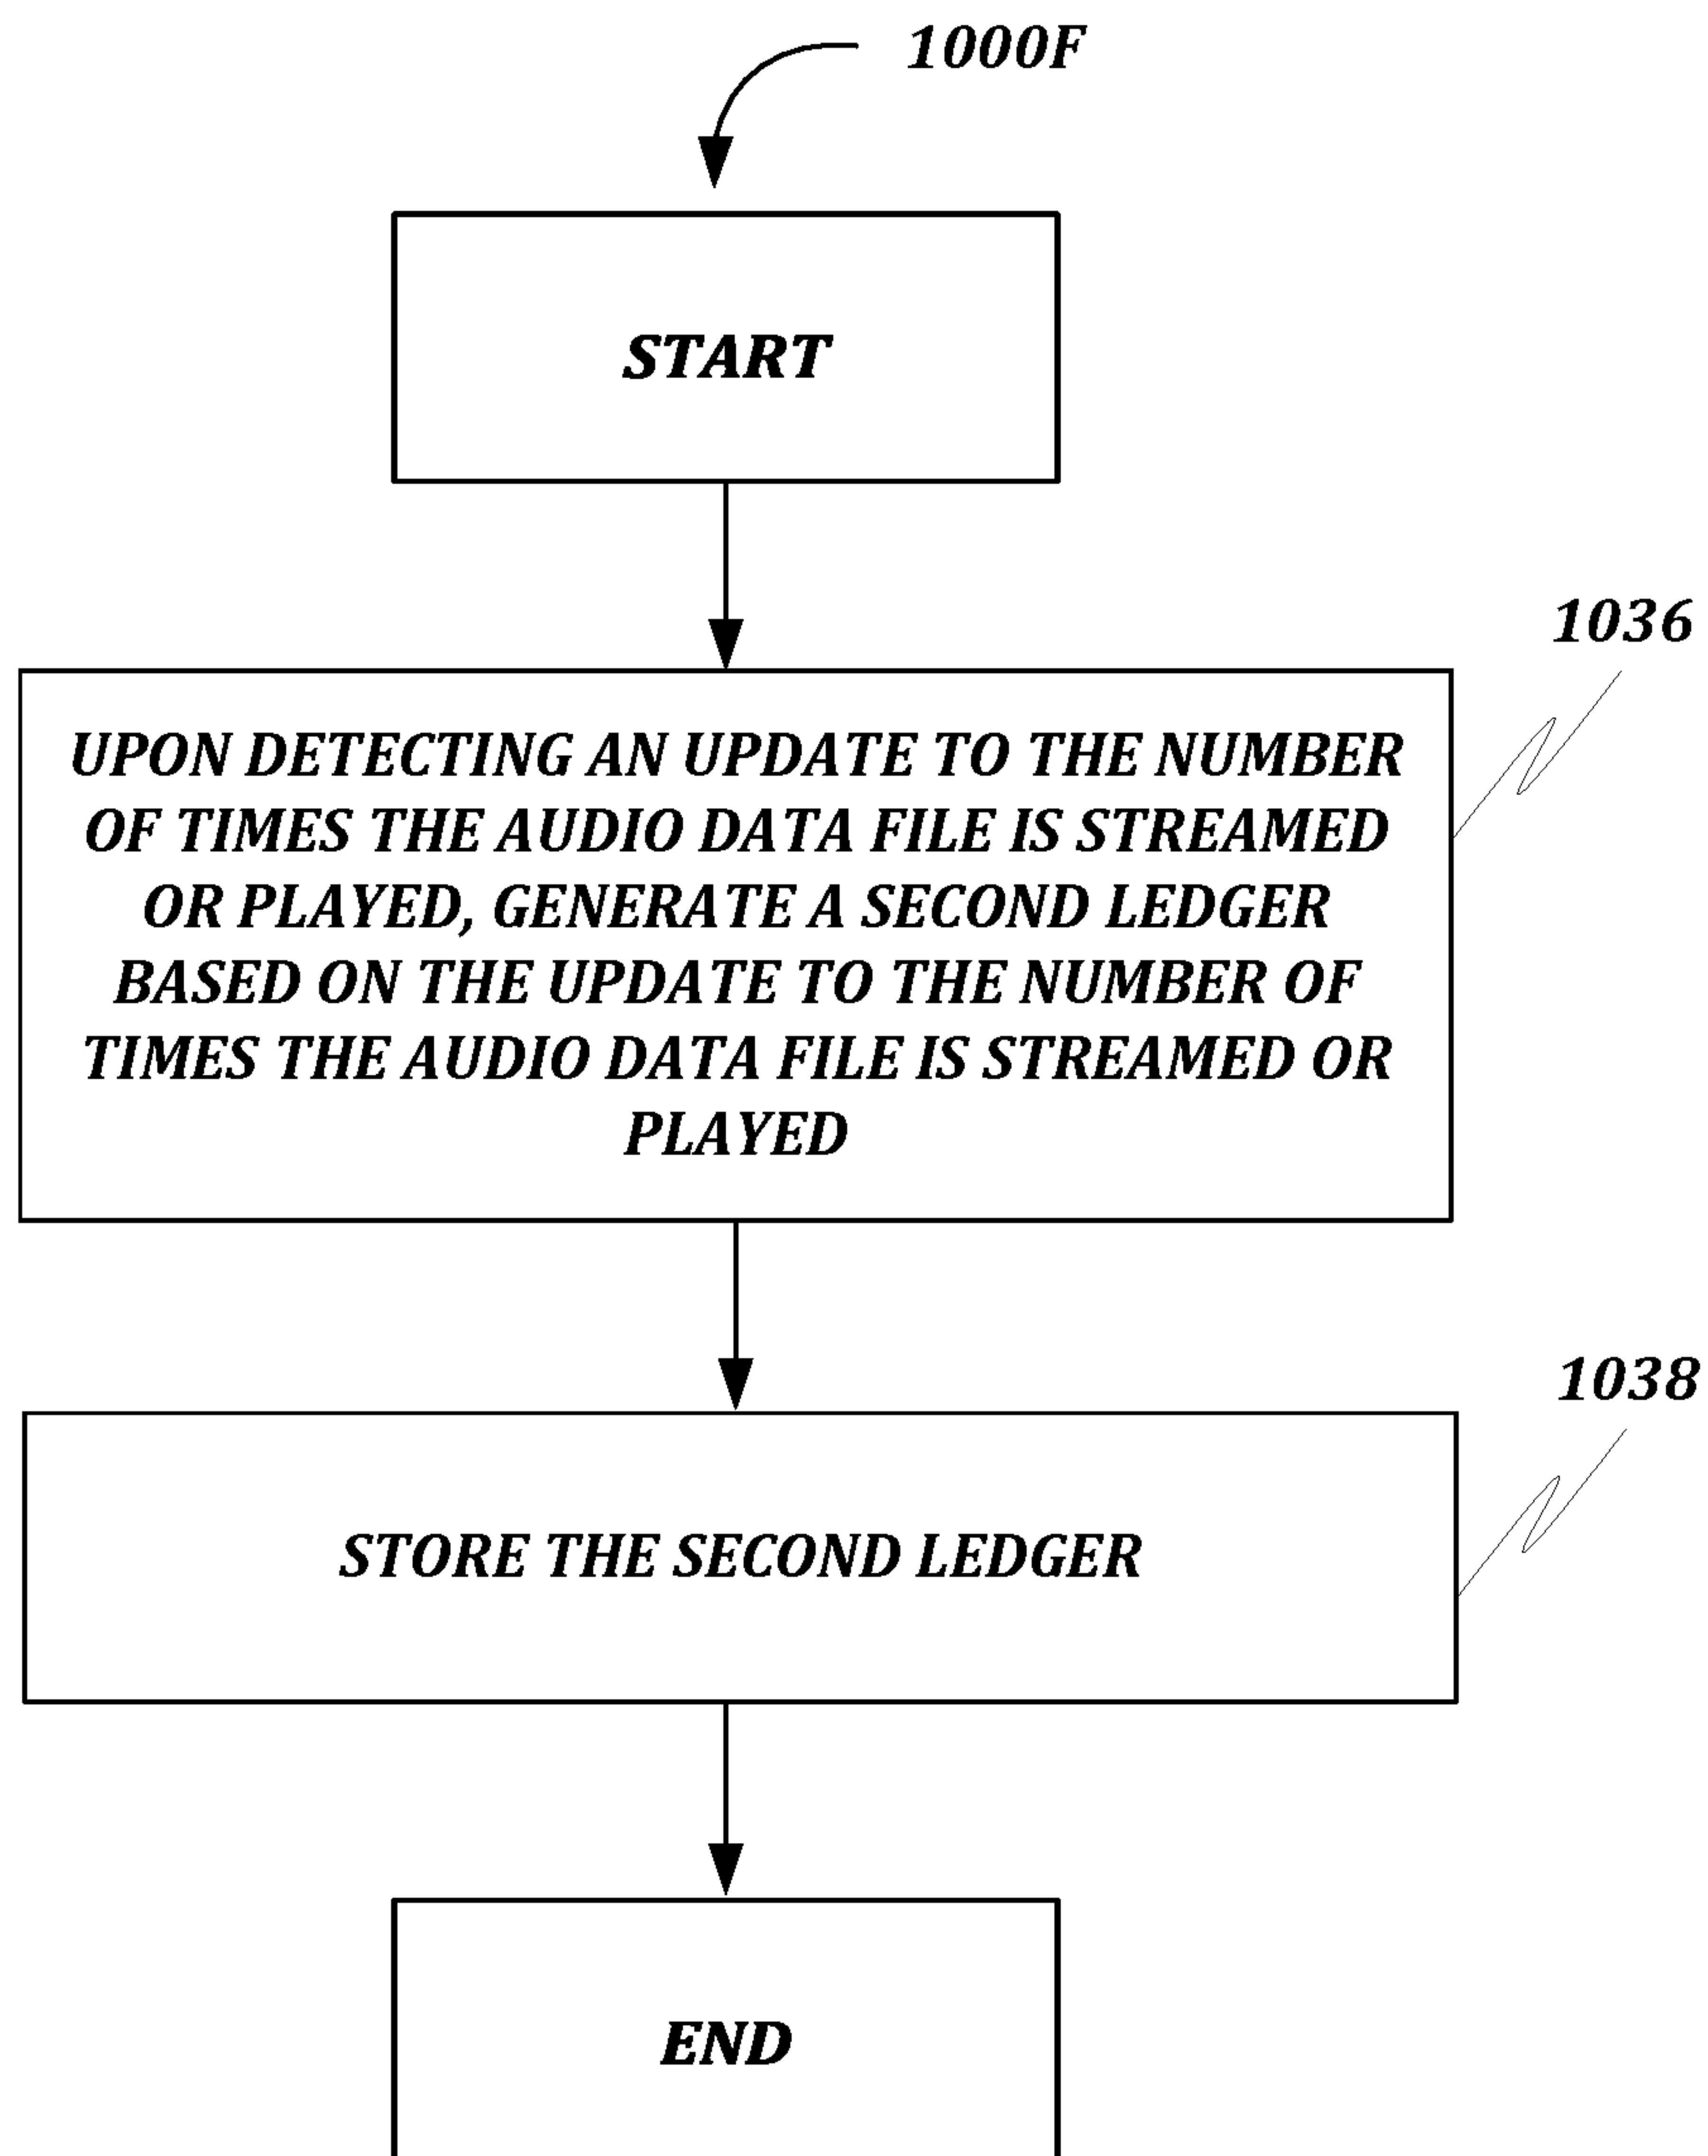 1000F
START
1036
UPON DETECTING AN UPDATE TO THE NUMBER
OF TIMES THE AUDIO DATA FILE IS STREAMED
OR PLAYED, GENERATE A SECOND LEDGER
BASED ON THE UPDATE TO THE NUMBER OF
TIMES THE AUDIO DATA FILE IS STREAMED OR
PLAYED
1038
STORE THE SECOND LEDGER
END